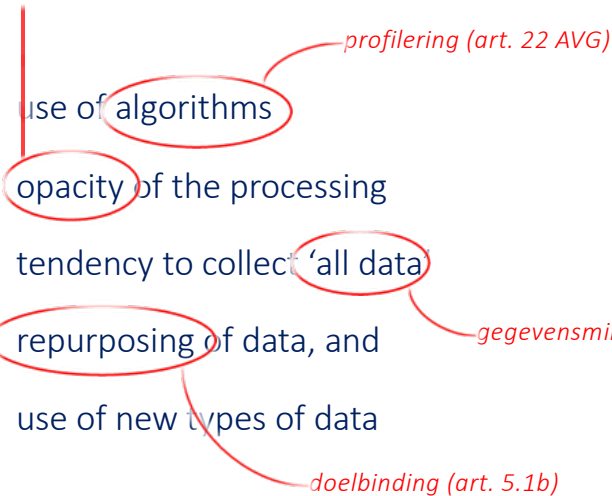 profilering (art. 22 AVG)
use of algorithms
opacity of the processing
tendency to collect ‘all data’
gegevensmi
repurposing of data, and
use of new types of data
doelbinding (art. 5.1b)